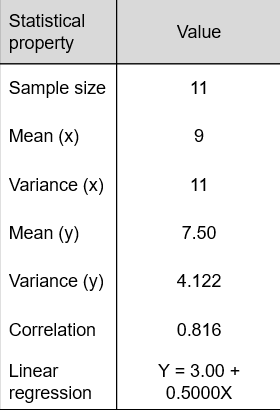 Statistical property Value
Sample size 11
Mean (x) 9
Variance (x) 11
Mean (y) 7.50
Variance (y) 4.122
Correlation 0.816
Linear regression Y = 3.00 + 0.5000X